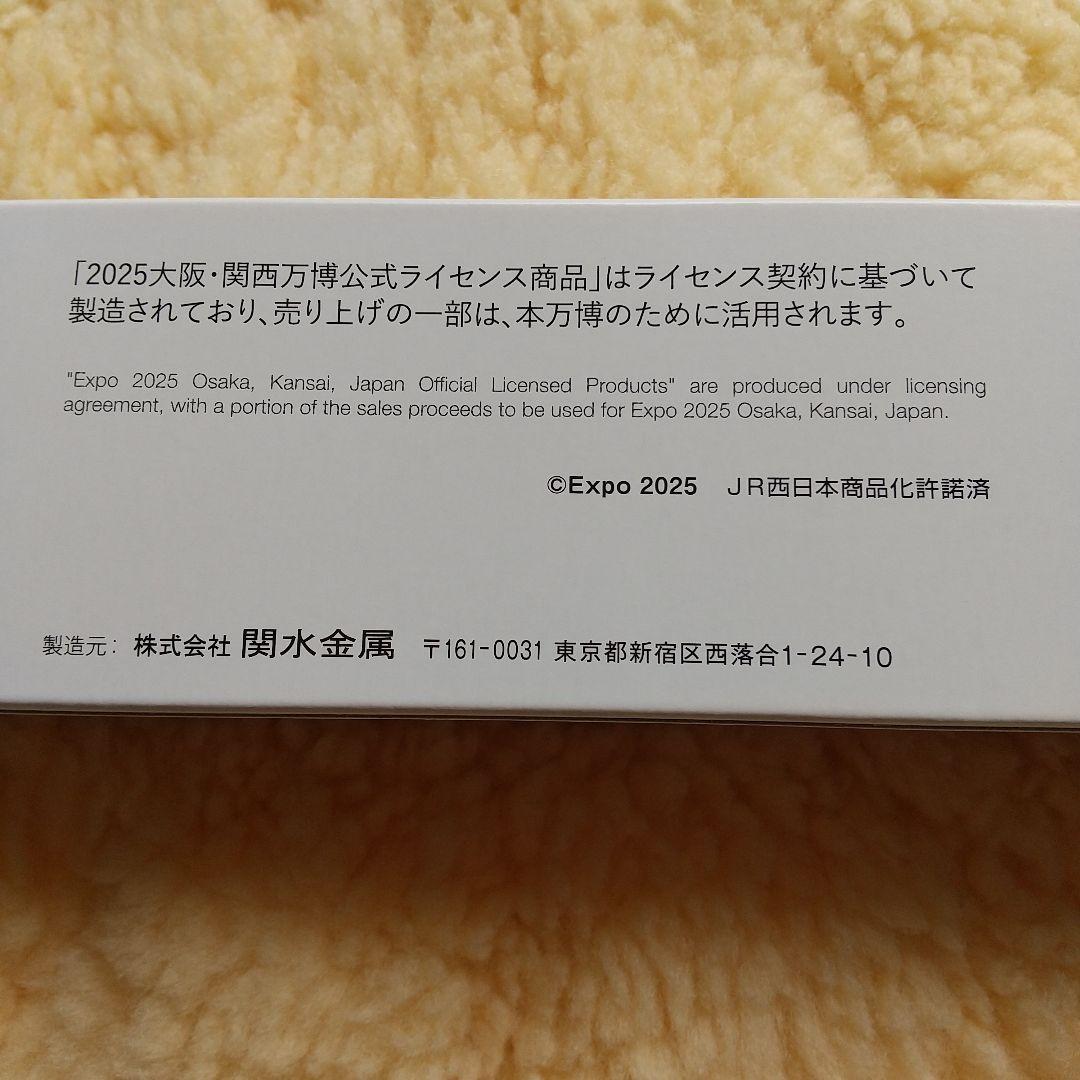 「2025大阪・関西万博公式ライセンス商品」はライセンス契約に基づいて
製造されており、売り上げの一部は、本万博のために活用されます。
"Expo 2025 Osaka, Kansai, Japan Official Licensed Products" are produced under licensing
agreement, with a portion of the sales proceeds to be used for Expo 2025 Osaka, Kansai, Japan.
©Expo 2025 JR西日本商品化許諾済
製造元: 株式会社 関水金属 〒161-0031 東京都新宿区西落合1-24-10